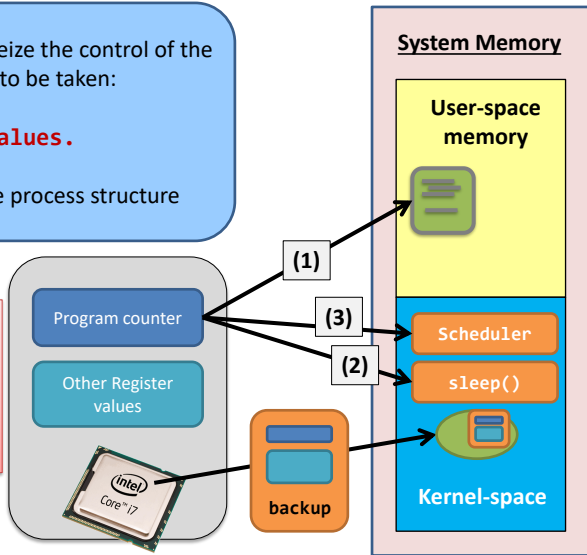 eize the control of the
to be taken:
alues.
e process structure
System Memory
User-space
memory
(1)
Program counter
(3)
Scheduler
(2)
sleep()
Other Register
values
intel
Core™ i7
backup
Kernel-space